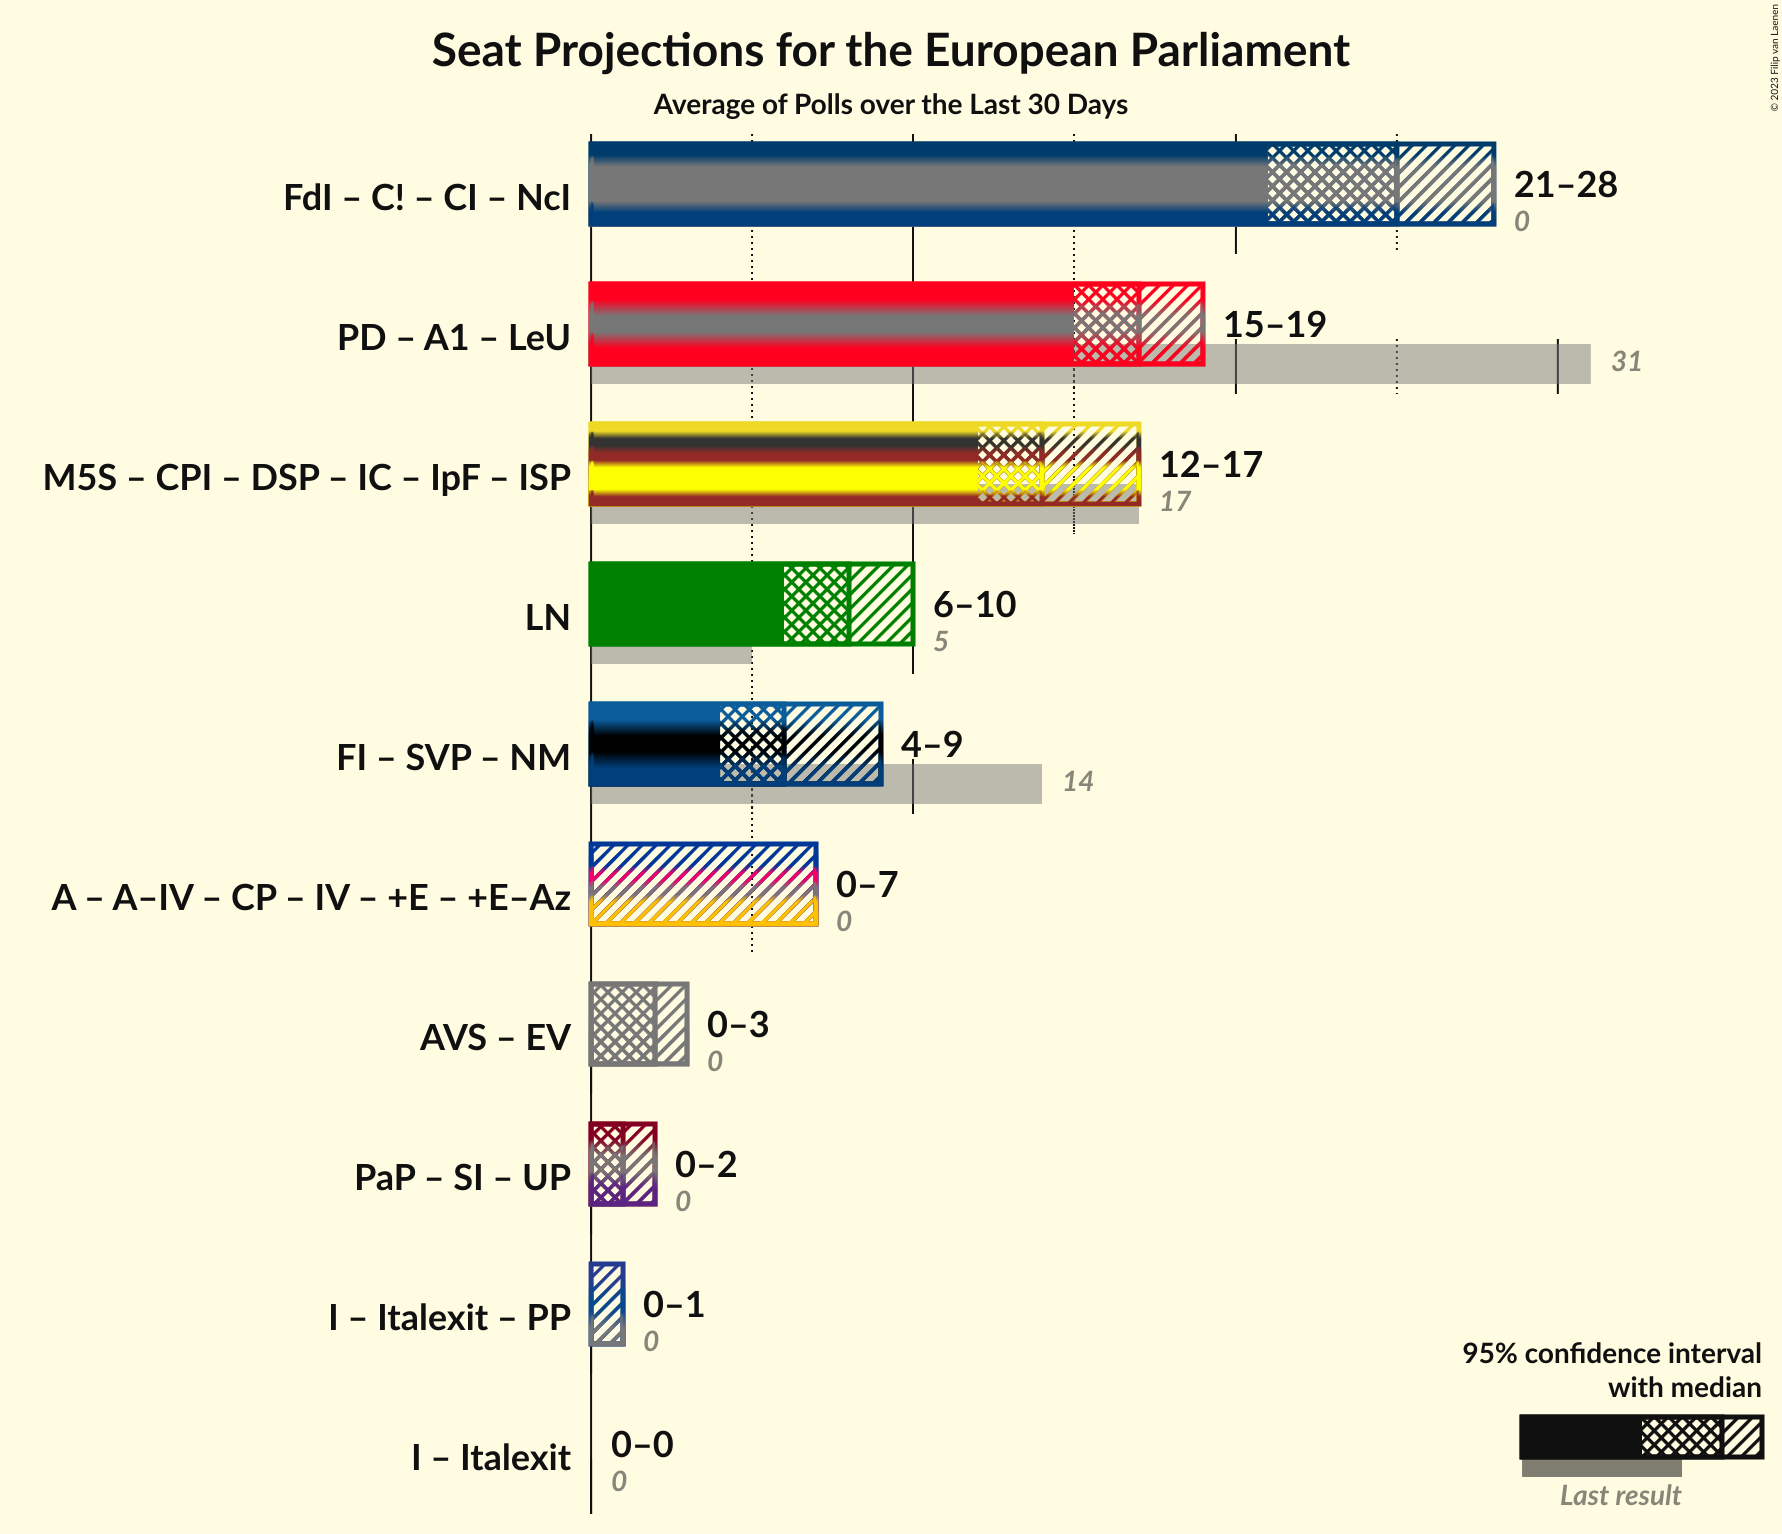 Seat Projections for the European Parliament
Average of Polls over the Last 30 Days
© 2023 Filip van Laenen
FdI – C! – CI – NcI
21–28
0
PD – A1 – LeU
15–19
31
M5S – CPI – DSP – IC – IpF – ISP
12–17
17
LN
6–10
5
FI – SVP – NM
4–9
14
A – A–IV – CP – IV – +E – +E–Az
0–7
0
AVS – EV
0–3
0
PaP – SI – UP
0–2
0
I – Italexit – PP
0–1
0
I – Italexit
0–0
0
95% confidence interval
with median
Last result